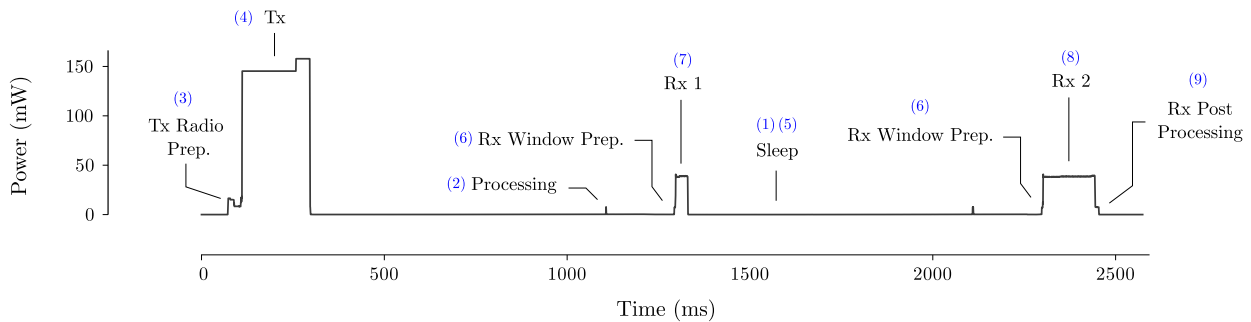 (4) Tx
(3)
Tx Radio
Prep.
(7)
Rx 1
(6) Rx Window Prep.
(2) Processing
(1) (5)
Sleep
(6)
Rx Window Prep.
(8)
Rx 2
(9)
Rx Post
Processing
Power (mW)
150
100
50
0
0 500 1000 1500 2000 2500
Time (ms)